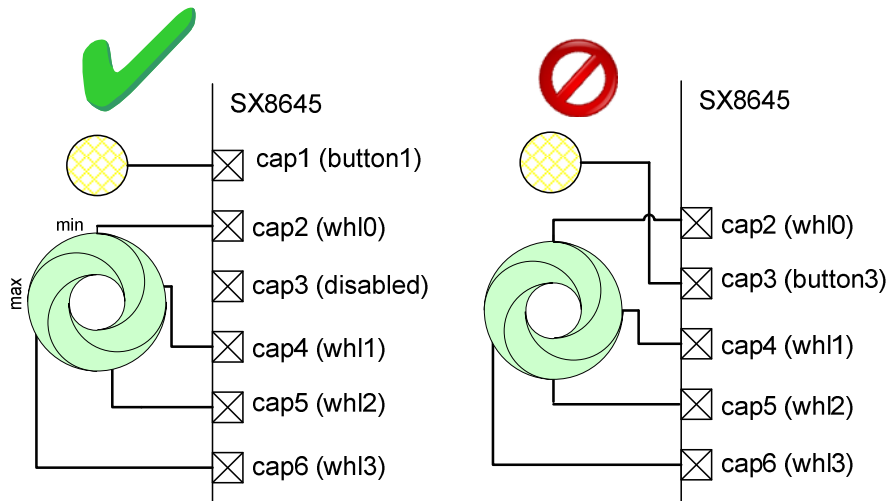 SX8645
cap1 (button1)
min
cap2 (whl0)
max
cap3 (disabled)
cap4 (whl1)
cap5 (whl2)
cap6 (whl3)
SX8645
cap2 (whl0)
cap3 (button3)
cap4 (whl1)
cap5 (whl2)
cap6 (whl3)